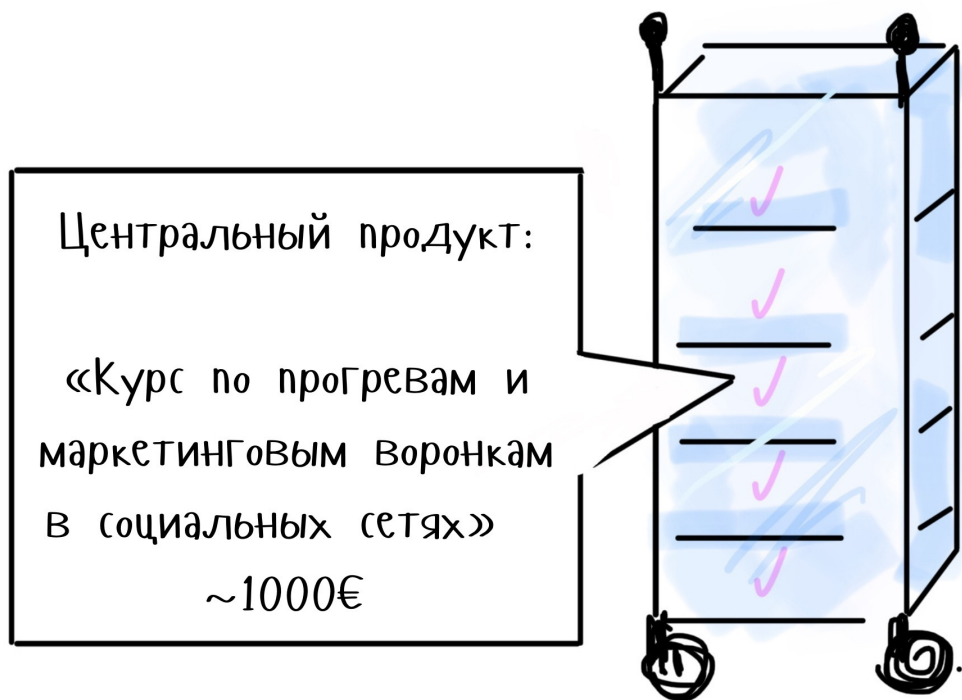 Центральный продукт:
«Курс по прогревам и
маркетинговым воронкам
в социальных сетях»
~1000€